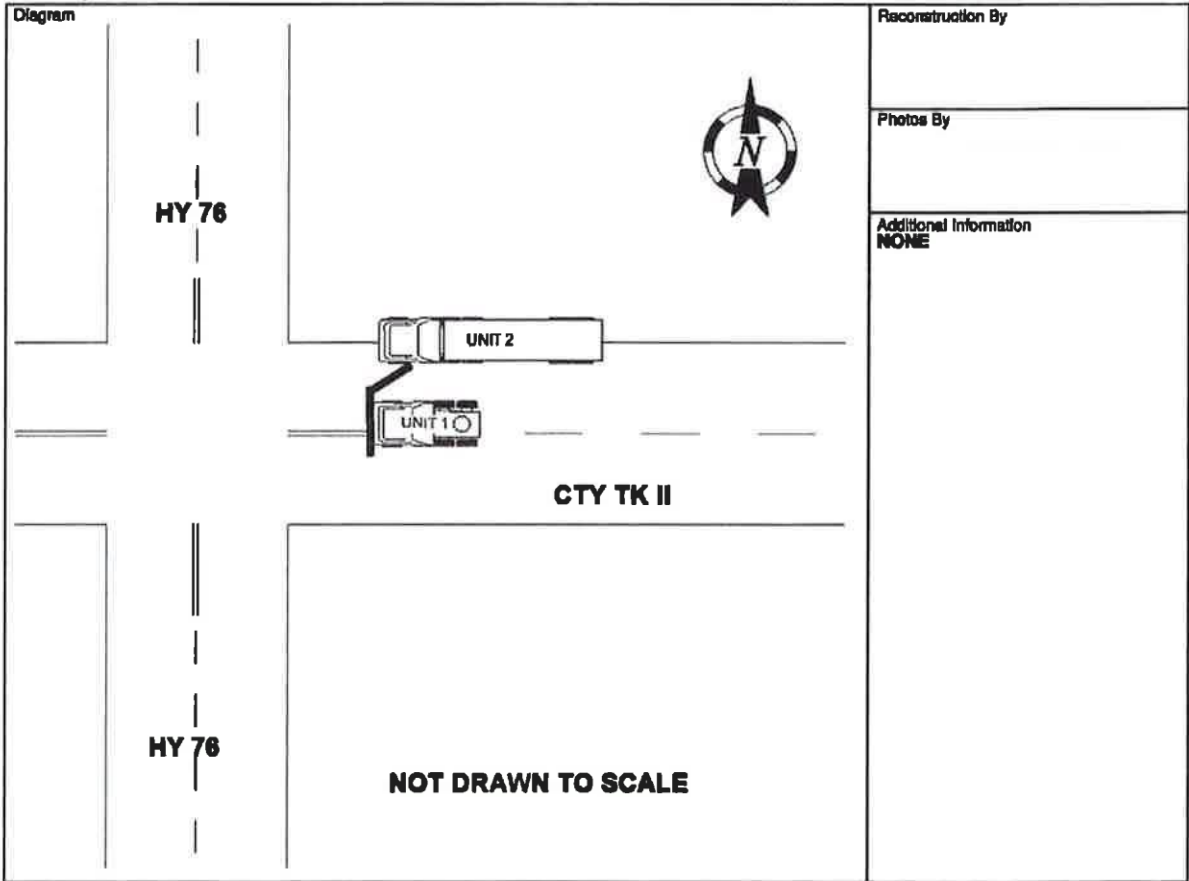 Diagram
HY 76
N
UNIT 2
UNIT 1
CTY TK II
HY 76
NOT DRAWN TO SCALE
Reconstruction By
Photos By
Additional Information
NONE